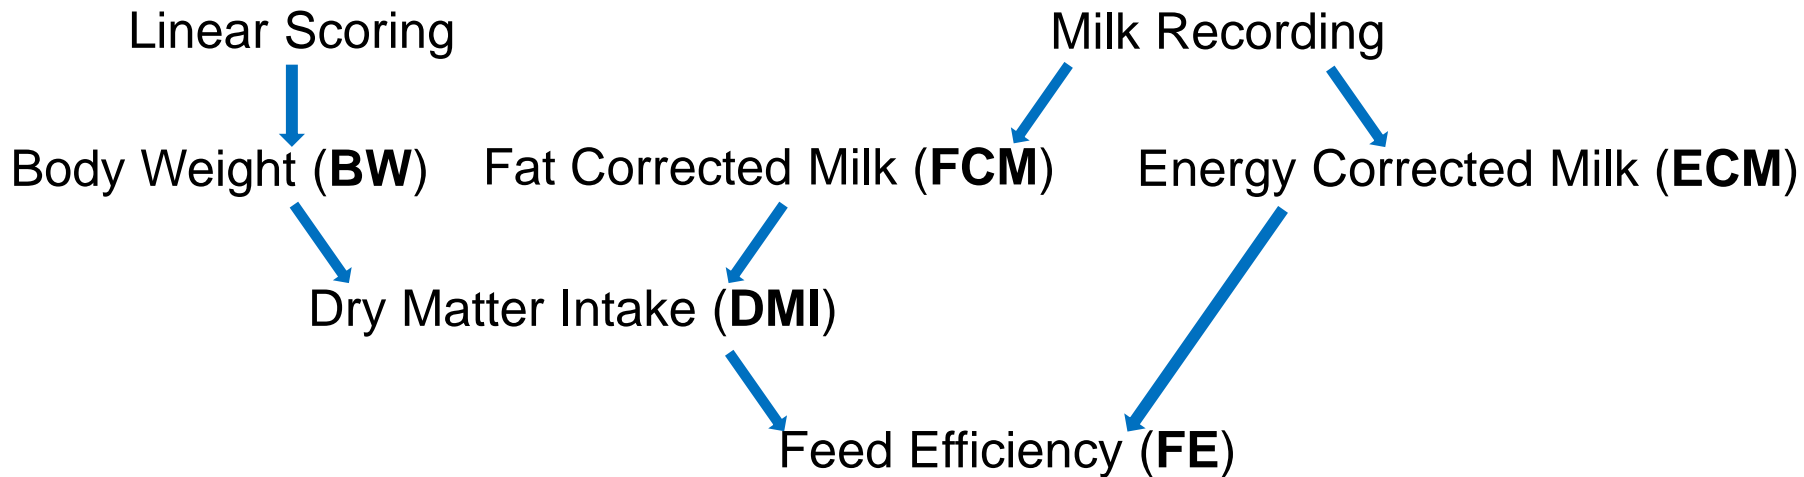 Linear Scoring
Milk Recording
Body Weight (BW)
Fat Corrected Milk (FCM)
Energy Corrected Milk (ECM)
Dry Matter Intake (DMI)
Feed Efficiency (FE)